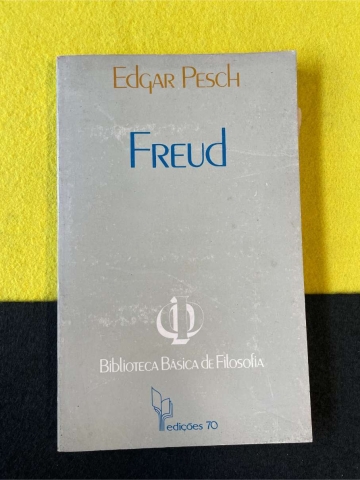 Edgar Pesch
Freud
Biblioteca Básica de Filosofia
edições 70